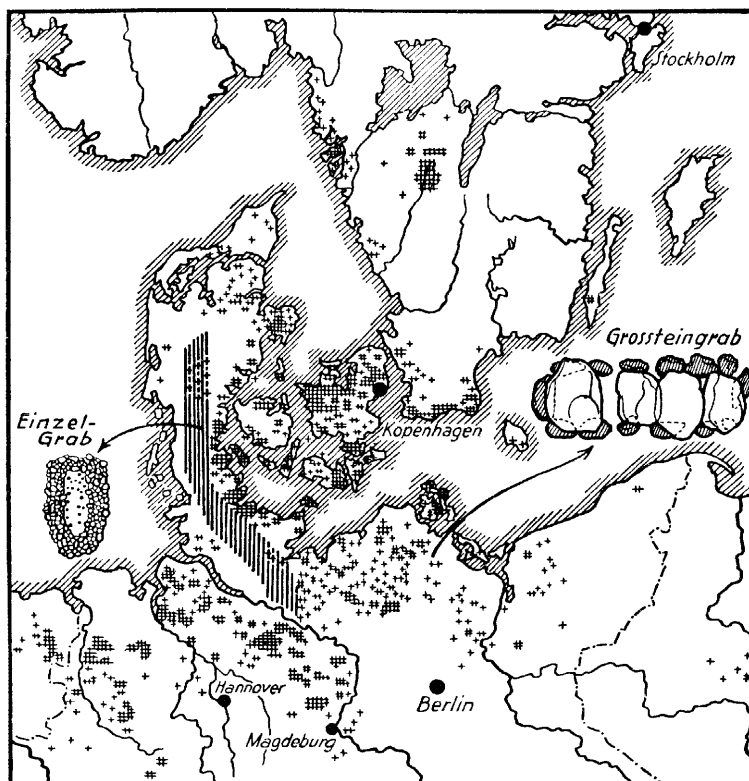 Stockholm
Grossteingrab
Einzel-
Grab
Kopenhagen
Hannover
Berlin
Magdeburg